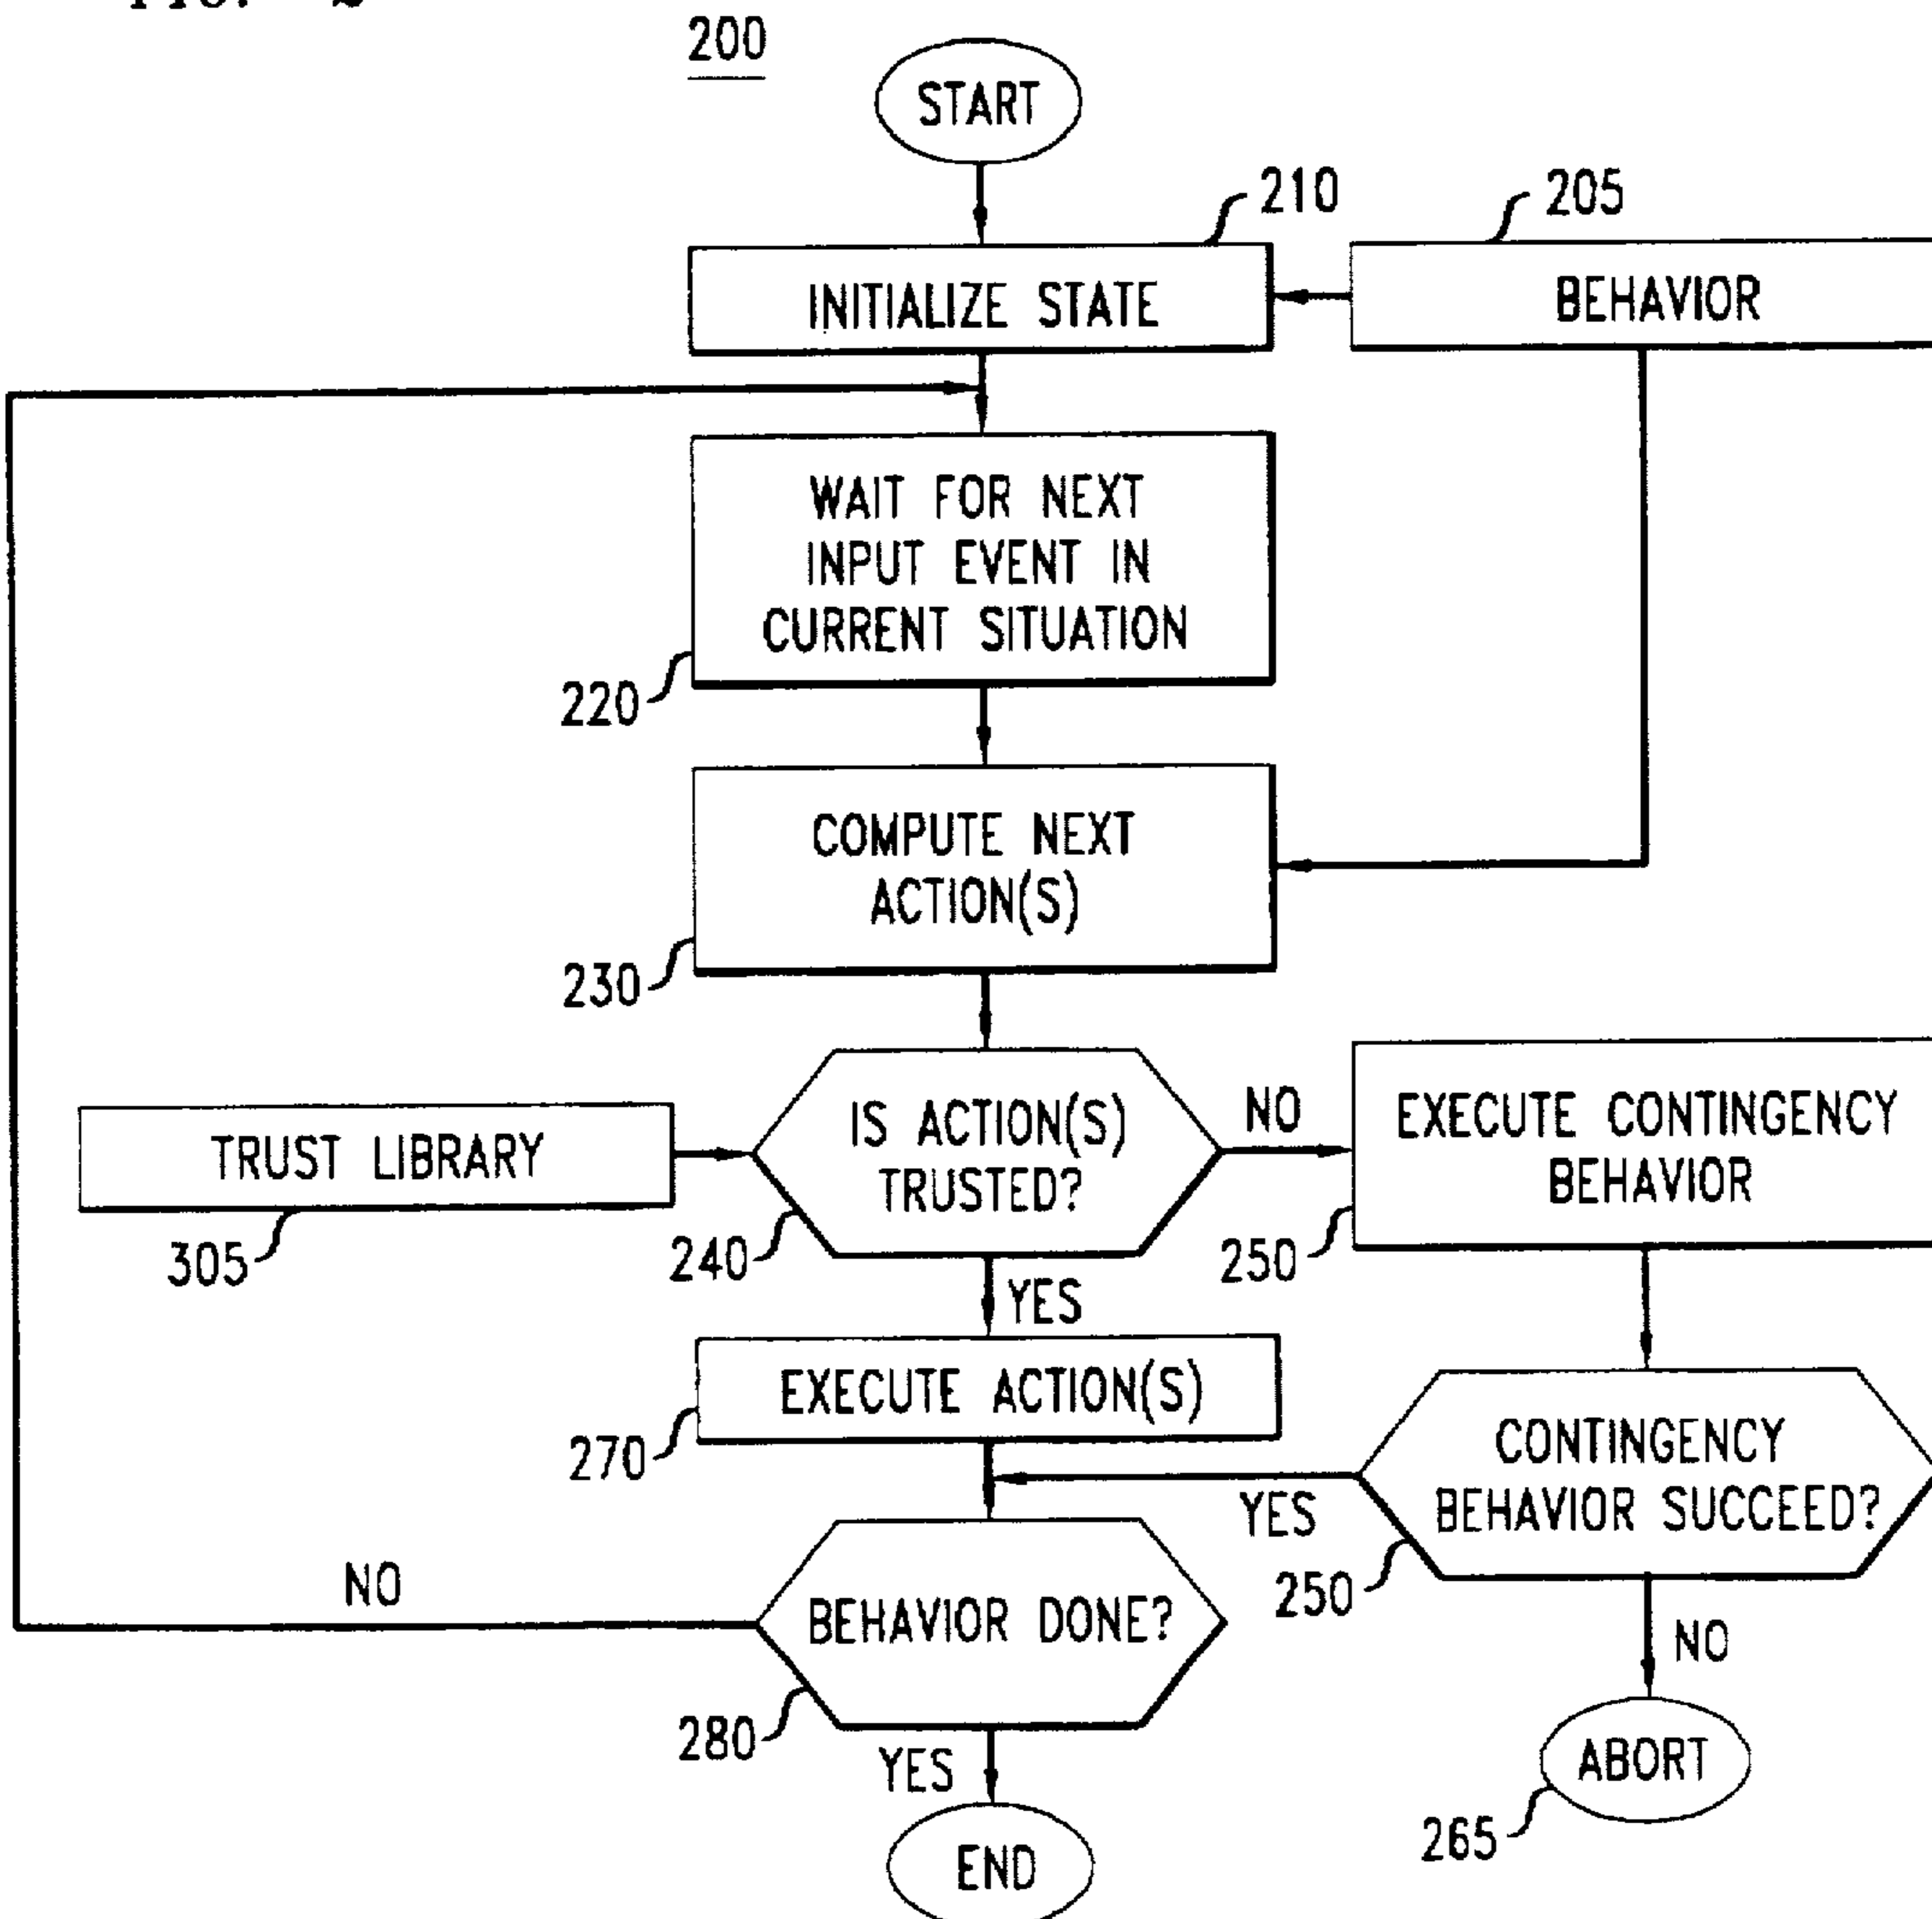 200
START
210
205
INITIALIZE STATE
BEHAVIOR
WAIT FOR NEXT
INPUT EVENT IN
CURRENT SITUATION
220
COMPUTE NEXT
ACTION(S)
230
TRUST LIBRARY
305
IS ACTION(S)
TRUSTED?
240
NO
EXECUTE CONTINGENCY
BEHAVIOR
250
YES
EXECUTE ACTION(S)
270
CONTINGENCY
BEHAVIOR SUCCEED?
250
YES
NO
BEHAVIOR DONE?
280
NO
YES
ABORT
265
END